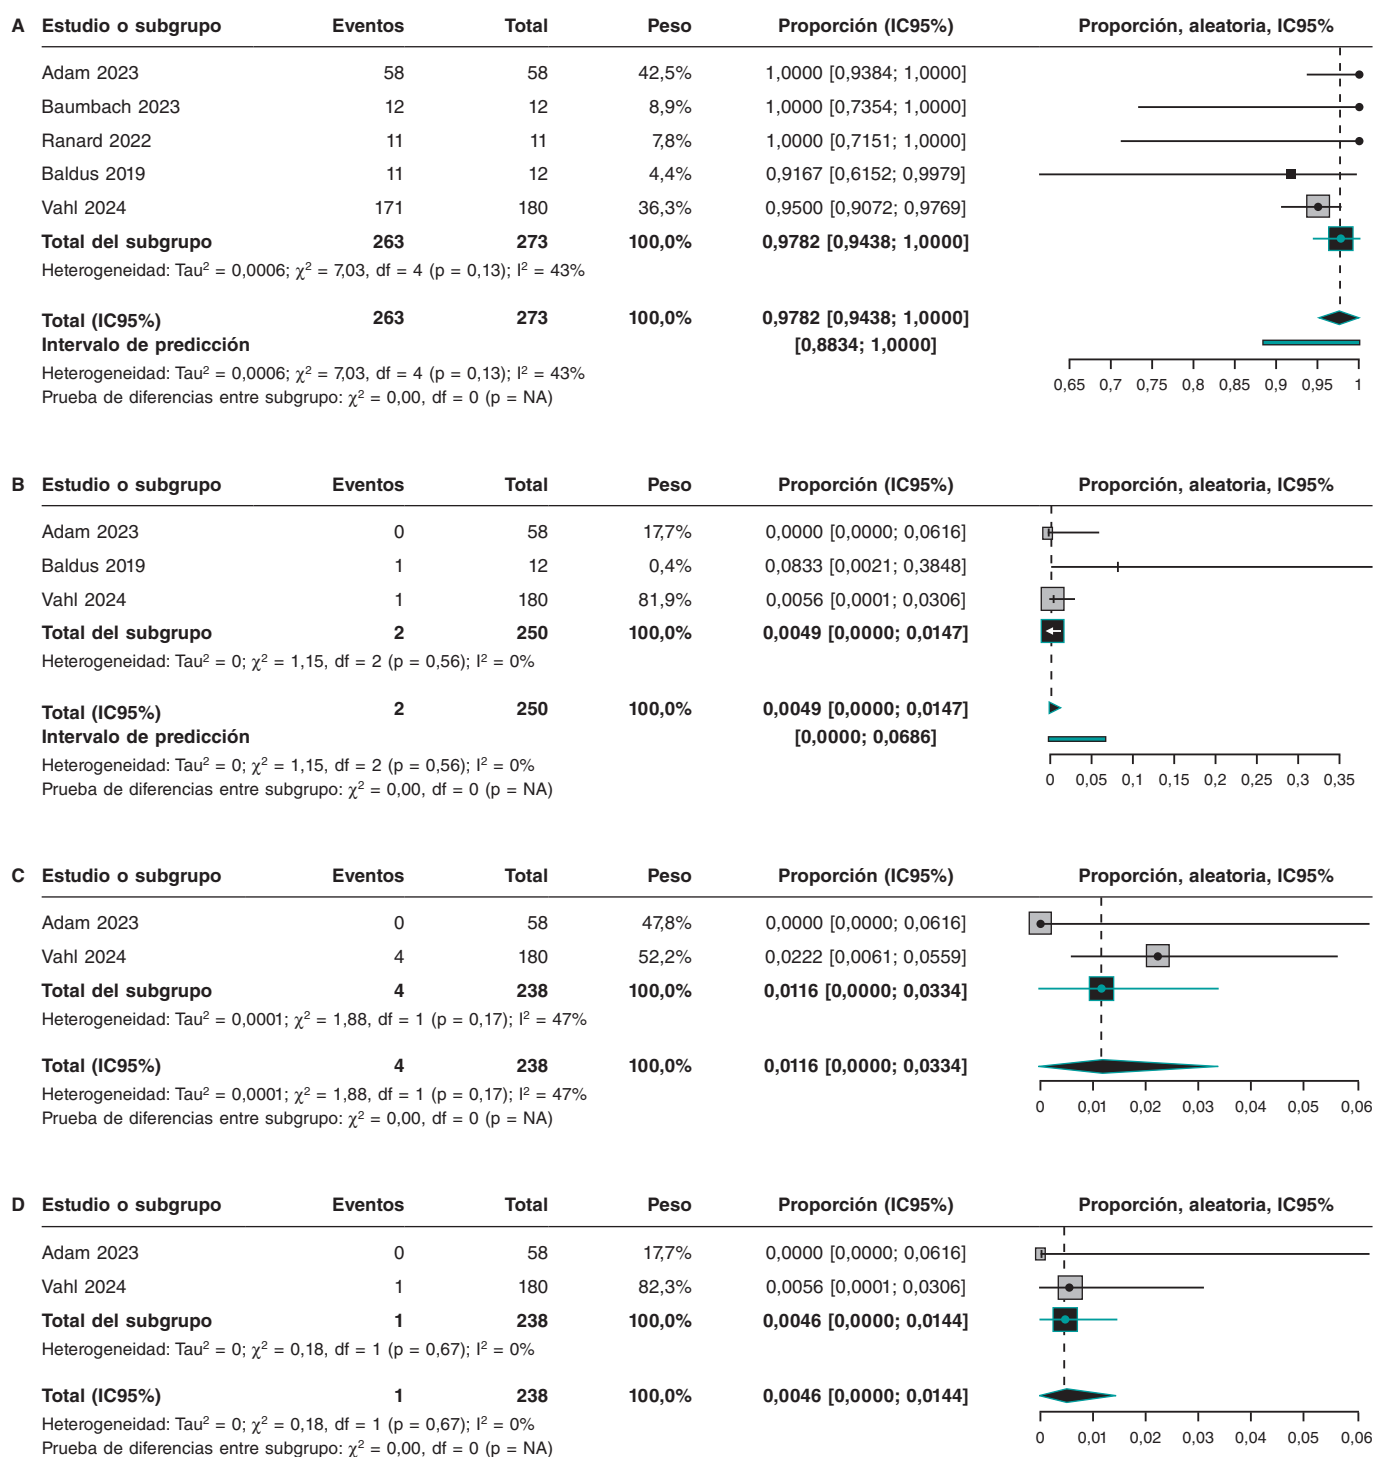 A Estudio o subgrupo Eventos Total Peso Proporción (IC95%) Proporción, aleatoria, IC95%
Adam 2023 58 58 42,5% 1,0000 [0,9384; 1,0000]
Baumbach 2023 12 12 8,9% 1,0000 [0,7354; 1,0000]
Ranard 2022 11 11 7,8% 1,0000 [0,7151; 1,0000]
Baldus 2019 11 12 4,4% 0,9167 [0,6152; 0,9979]
Vahl 2024 171 180 36,3% 0,9500 [0,9072; 0,9769]
Total del subgrupo 263 273 100,0% 0,9782 [0,9438; 1,0000]
Heterogeneidad: Tau² = 0,0006; χ² = 7,03, df = 4 (p = 0,13); I² = 43%
Total (IC95%) 263 273 100,0% 0,9782 [0,9438; 1,0000]
Intervalo de predicción [0,8834; 1,0000]
Heterogeneidad: Tau² = 0,0006; χ² = 7,03, df = 4 (p = 0,13); I² = 43%
0,65 0,7 0,75 0,8 0,85 0,9 0,95 1
Prueba de diferencias entre subgrupo: χ² = 0,00, df = 0 (p = NA)
B Estudio o subgrupo Eventos Total Peso Proporción (IC95%) Proporción, aleatoria, IC95%
Adam 2023 0 58 17,7% 0,0000 [0,0000; 0,0616]
Baldus 2019 1 12 0,4% 0,0833 [0,0021; 0,3848]
Vahl 2024 1 180 81,9% 0,0056 [0,0001; 0,0306]
Total del subgrupo 2 250 100,0% 0,0049 [0,0000; 0,0147]
Heterogeneidad: Tau² = 0; χ² = 1,15, df = 2 (p = 0,56); I² = 0%
Total (IC95%) 2 250 100,0% 0,0049 [0,0000; 0,0147]
Intervalo de predicción [0,0000; 0,0686]
Heterogeneidad: Tau² = 0; χ² = 1,15, df = 2 (p = 0,56); I² = 0%
0 0,05 0,1 0,15 0,2 0,25 0,3 0,35
Prueba de diferencias entre subgrupo: χ² = 0,00, df = 0 (p = NA)
C Estudio o subgrupo Eventos Total Peso Proporción (IC95%) Proporción, aleatoria, IC95%
Adam 2023 0 58 47,8% 0,0000 [0,0000; 0,0616]
Vahl 2024 4 180 52,2% 0,0222 [0,0061; 0,0559]
Total del subgrupo 4 238 100,0% 0,0116 [0,0000; 0,0334]
Heterogeneidad: Tau² = 0,0001; χ² = 1,88, df = 1 (p = 0,17); I² = 47%
Total (IC95%) 4 238 100,0% 0,0116 [0,0000; 0,0334]
Heterogeneidad: Tau² = 0,0001; χ² = 1,88, df = 1 (p = 0,17); I² = 47%
0 0,01 0,02 0,03 0,04 0,05 0,06
Prueba de diferencias entre subgrupo: χ² = 0,00, df = 0 (p = NA)
D Estudio o subgrupo Eventos Total Peso Proporción (IC95%) Proporción, aleatoria, IC95%
Adam 2023 0 58 17,7% 0,0000 [0,0000; 0,0616]
Vahl 2024 1 180 82,3% 0,0056 [0,0001; 0,0306]
Total del subgrupo 1 238 100,0% 0,0046 [0,0000; 0,0144]
Heterogeneidad: Tau² = 0; χ² = 0,18, df = 1 (p = 0,67); I² = 0%
Total (IC95%) 1 238 100,0% 0,0046 [0,0000; 0,0144]
Heterogeneidad: Tau² = 0; χ² = 0,18, df = 1 (p = 0,67); I² = 0%
0 0,01 0,02 0,03 0,04 0,05 0,06
Prueba de diferencias entre subgrupo: χ² = 0,00, df = 0 (p = NA)